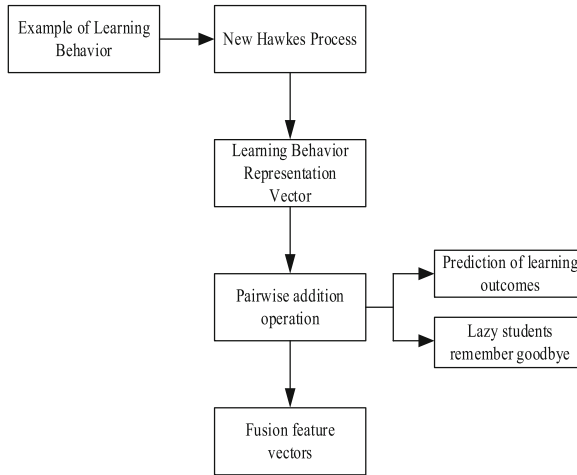 Example of Learning
Behavior
New Hawkes Process
Learning Behavior
Representation
Vector
Pairwise addition
operation
Prediction of learning
outcomes
Lazy students
remember goodbye
Fusion feature
vectors